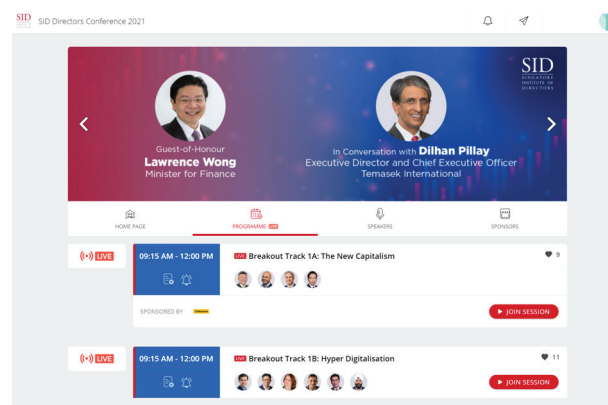 SID
SID Directors Conference 2021
SID
SINGAPORE
INSTITUTE OF
DIRECTORS
Guest-of-Honour
Lawrence Wong
Minister for Finance
In Conversation with Dilhan Pillay
Executive Director and Chief Executive Officer
Temasek International
HOME PAGE
PROGRAMME LIVE
SPEAKERS
SPONSORS
LIVE
09:15 AM - 12:00 PM
LIVE Breakout Track 1A: The New Capitalism
9
SPONSORED BY
JOIN SESSION
LIVE
09:15 AM - 12:00 PM
LIVE Breakout Track 1B: Hyper Digitalisation
11
JOIN SESSION